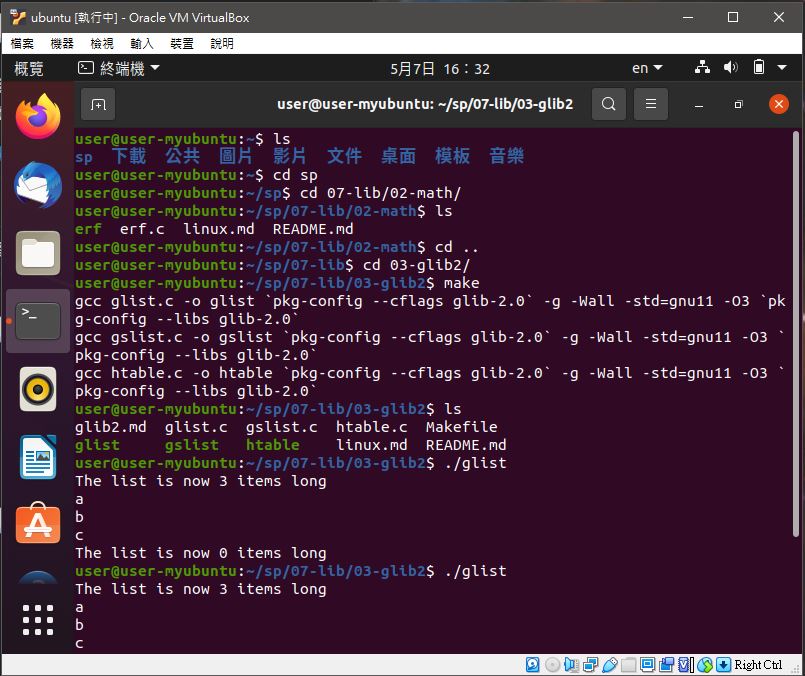 ubuntu [執行中] - Oracle VM VirtualBox
檔案 機器 檢視 輸入 裝置 說明
概覽 終端機 5月7日 16：32 en
user@user-myubuntu: ~/sp/07-lib/03-glib2
user@user-myubuntu:~$ ls
sp 下載 公共 圖片 影片 文件 桌面 模板 音樂
user@user-myubuntu:~$ cd sp
user@user-myubuntu:~/sp$ cd 07-lib/02-math/
user@user-myubuntu:~/sp/07-lib/02-math$ ls
erf erf.c linux.md README.md
user@user-myubuntu:~/sp/07-lib/02-math$ cd ..
user@user-myubuntu:~/sp/07-lib$ cd 03-glib2/
user@user-myubuntu:~/sp/07-lib/03-glib2$ make
gcc glist.c -o glist `pkg-config --cflags glib-2.0` -g -Wall -std=gnu11 -O3 `pk
g-config --libs glib-2.0`
gcc gslist.c -o gslist `pkg-config --cflags glib-2.0` -g -Wall -std=gnu11 -O3 `
pkg-config --libs glib-2.0`
gcc htable.c -o htable `pkg-config --cflags glib-2.0` -g -Wall -std=gnu11 -O3 `
pkg-config --libs glib-2.0`
user@user-myubuntu:~/sp/07-lib/03-glib2$ ls
glib2.md glist.c gslist.c htable.c Makefile
glist gslist htable linux.md README.md
user@user-myubuntu:~/sp/07-lib/03-glib2$ ./glist
The list is now 3 items long
a
b
c
The list is now 0 items long
user@user-myubuntu:~/sp/07-lib/03-glib2$ ./glist
The list is now 3 items long
a
b
c
Right Ctrl